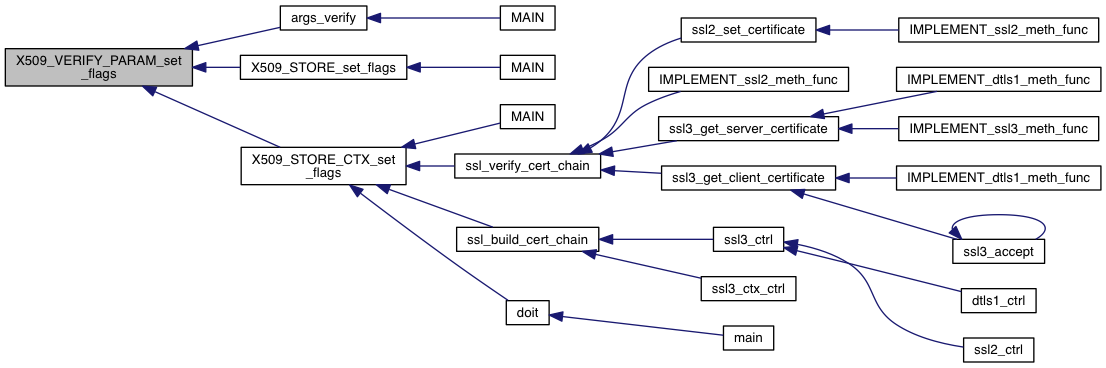 X509_VERIFY_PARAM_set
_flags
args_verify
MAIN
X509_STORE_set_flags
MAIN
MAIN
X509_STORE_CTX_set
_flags
ssl_verify_cert_chain
ssl2_set_certificate
IMPLEMENT_ssl2_meth_func
IMPLEMENT_ssl2_meth_func
IMPLEMENT_dtls1_meth_func
ssl3_get_server_certificate
IMPLEMENT_ssl3_meth_func
ssl3_get_client_certificate
IMPLEMENT_dtls1_meth_func
ssl3_accept
ssl_build_cert_chain
ssl3_ctrl
ssl3_ctx_ctrl
dtls1_ctrl
ssl2_ctrl
doit
main